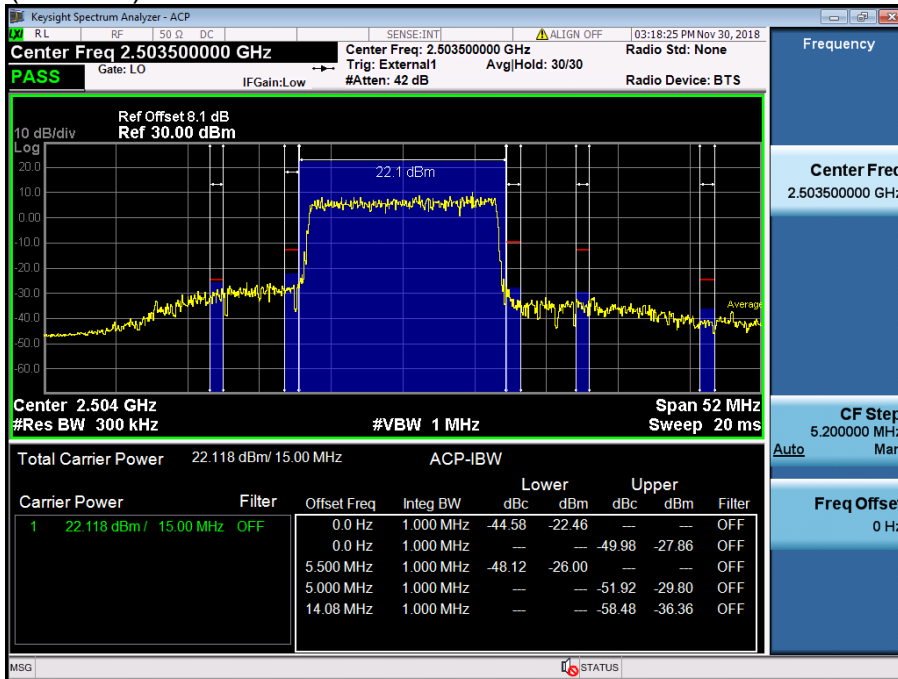 Keysight Spectrum Analyzer - ACP
LXI RL RF 50 Ω DC SENSE:INT ALIGN OFF 03:18:25 PM Nov 30, 2018
Center Freq 2.503500000 GHz Center Freq: 2.503500000 GHz Radio Std: None
Trig: External1 Avg|Hold: 30/30
PASS Gate: LO IFGain:Low #Atten: 42 dB Radio Device: BTS
Frequency
Ref Offset 8.1 dB
10 dB/div Ref 30.00 dBm
Log
22.1 dBm
20.0
10.0
0.00
-10.0
-20.0
-30.0
-40.0
-50.0
-60.0
Average
Center 2.504 GHz Span 52 MHz
#Res BW 300 kHz #VBW 1 MHz Sweep 20 ms
Center Freq
2.503500000 GHz
CF Step
5.200000 MHz
Auto Man
Freq Offset
0 Hz
Total Carrier Power 22.118 dBm/ 15.00 MHz ACP-IBW
Lower Upper
Carrier Power Filter Offset Freq Integ BW dBc dBm dBc dBm Filter
1 22.118 dBm / 15.00 MHz OFF 0.0 Hz 1.000 MHz -44.58 -22.46 --- --- OFF
0.0 Hz 1.000 MHz --- --- -49.98 -27.86 OFF
5.500 MHz 1.000 MHz -48.12 -26.00 --- --- OFF
5.000 MHz 1.000 MHz --- --- -51.92 -29.80 OFF
14.08 MHz 1.000 MHz --- --- -58.48 -36.36 OFF
MSG STATUS